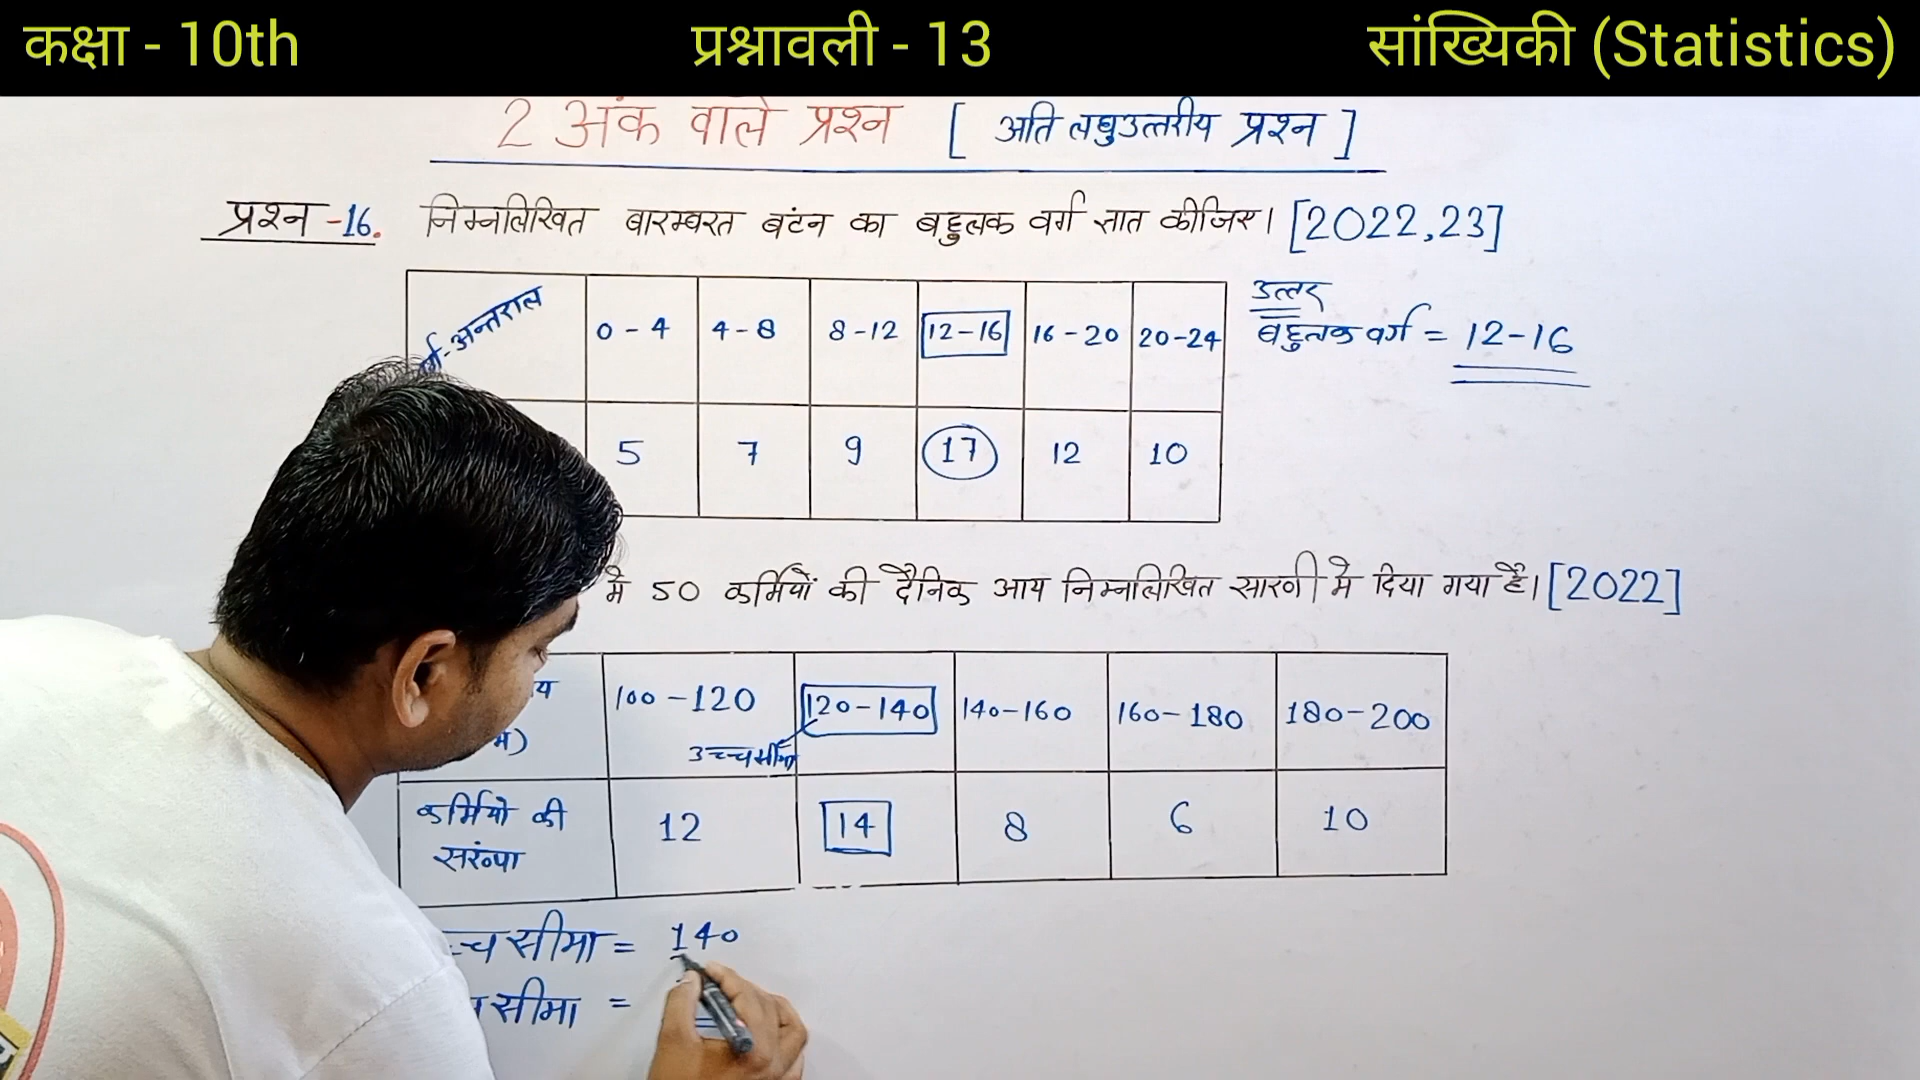 कक्षा - 10th प्रश्नावली - 13 सांख्यिकी (Statistics)
2 अंक वाले प्रश्न [ अति लघुउत्तरीय प्रश्न ]
प्रश्न -16. निम्नलिखित बारम्बरत बटंन का बहुलक वर्ग ज्ञात कीजिए। [2022,23]
-अन्तराल 0 - 4 4 - 8 8 -12 12-16 16 - 20 20-24
5 7 9 17 12 10
उत्तर
बहुलक वर्ग = 12-16
मे 50 कर्मियों की दैनिक आय निम्नलिखित सारणी मे दिया गया है। [2022]
य 100 -120 120-140 140-160 160- 180 180-200
में) उच्चसीमा
कर्मियो की
संख्या 12 14 8 6 10
च्च सीमा = 140
सीमा =